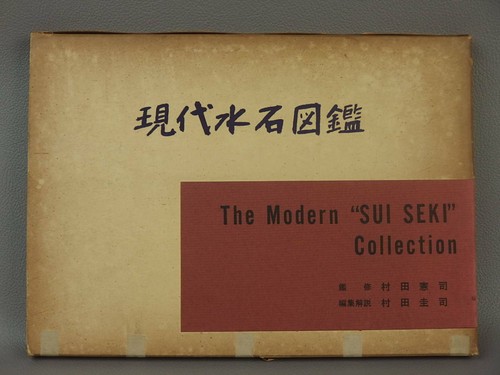 現代水石図鑑
The Modern "SUI SEKI"
Collection
監修 村田憲司
編集解説 村田圭司